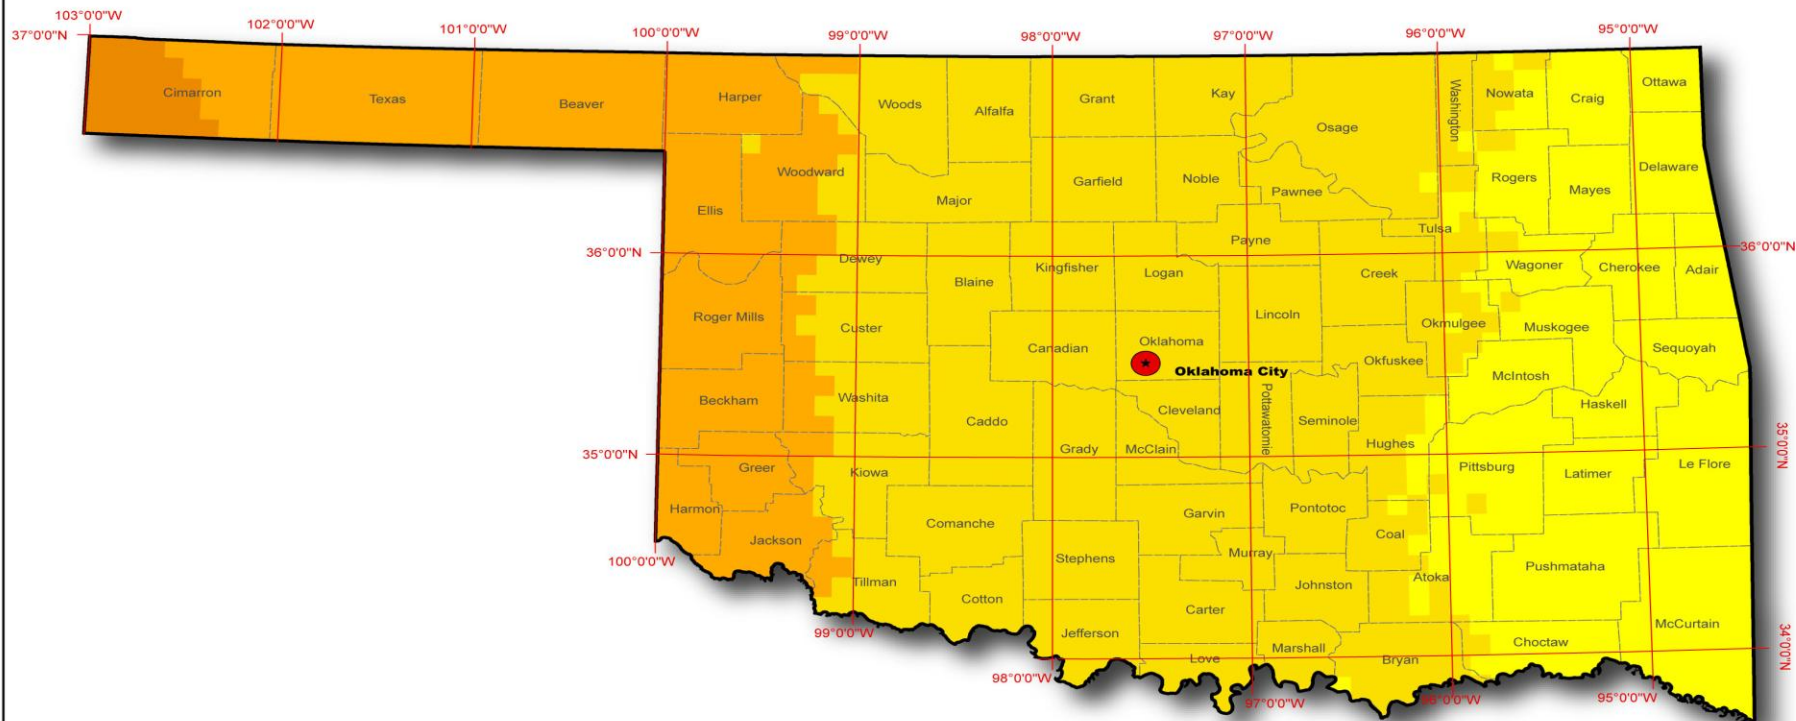 103°0'0"W
102°0'0"W
101°0'0"W
100°0'0"W
99°0'0"W
98°0'0"W
97°0'0"W
96°0'0"W
95°0'0"W
37°0'0"N
Cimarron
Texas
Beaver
Harper
Woods
Alfalfa
Grant
Kay
Osage
Washington
Nowata
Craig
Ottawa
Woodward
Ellis
Major
Garfield
Noble
Pawnee
Rogers
Mayes
Delaware
Tulsa
36°0'0"N
Dewey
Blaine
Kingfisher
Logan
Payne
Creek
Wagoner
Cherokee
Adair
36°0'0"N
Roger Mills
Custer
Canadian
Oklahoma
Lincoln
Okmulgee
Muskogee
Sequoyah
Oklahoma City
Okfuskee
McIntosh
Beckham
Washita
Caddo
Cleveland
Pottawatomie
Seminole
Haskell
35°0'0"N
Greer
Kiowa
Grady
McClain
Hughes
Pittsburg
Latimer
Le Flore
35°0'0"N
Harmon
Jackson
Comanche
Garvin
Pontotoc
Coal
100°0'0"W
Tillman
Stephens
Murray
Johnston
Atoka
Pushmataha
Cotton
Carter
99°0'0"W
Jefferson
Love
Marshall
Bryan
Choctaw
McCurtain
34°0'0"N
98°0'0"W
97°0'0"W
96°0'0"W
95°0'0"W